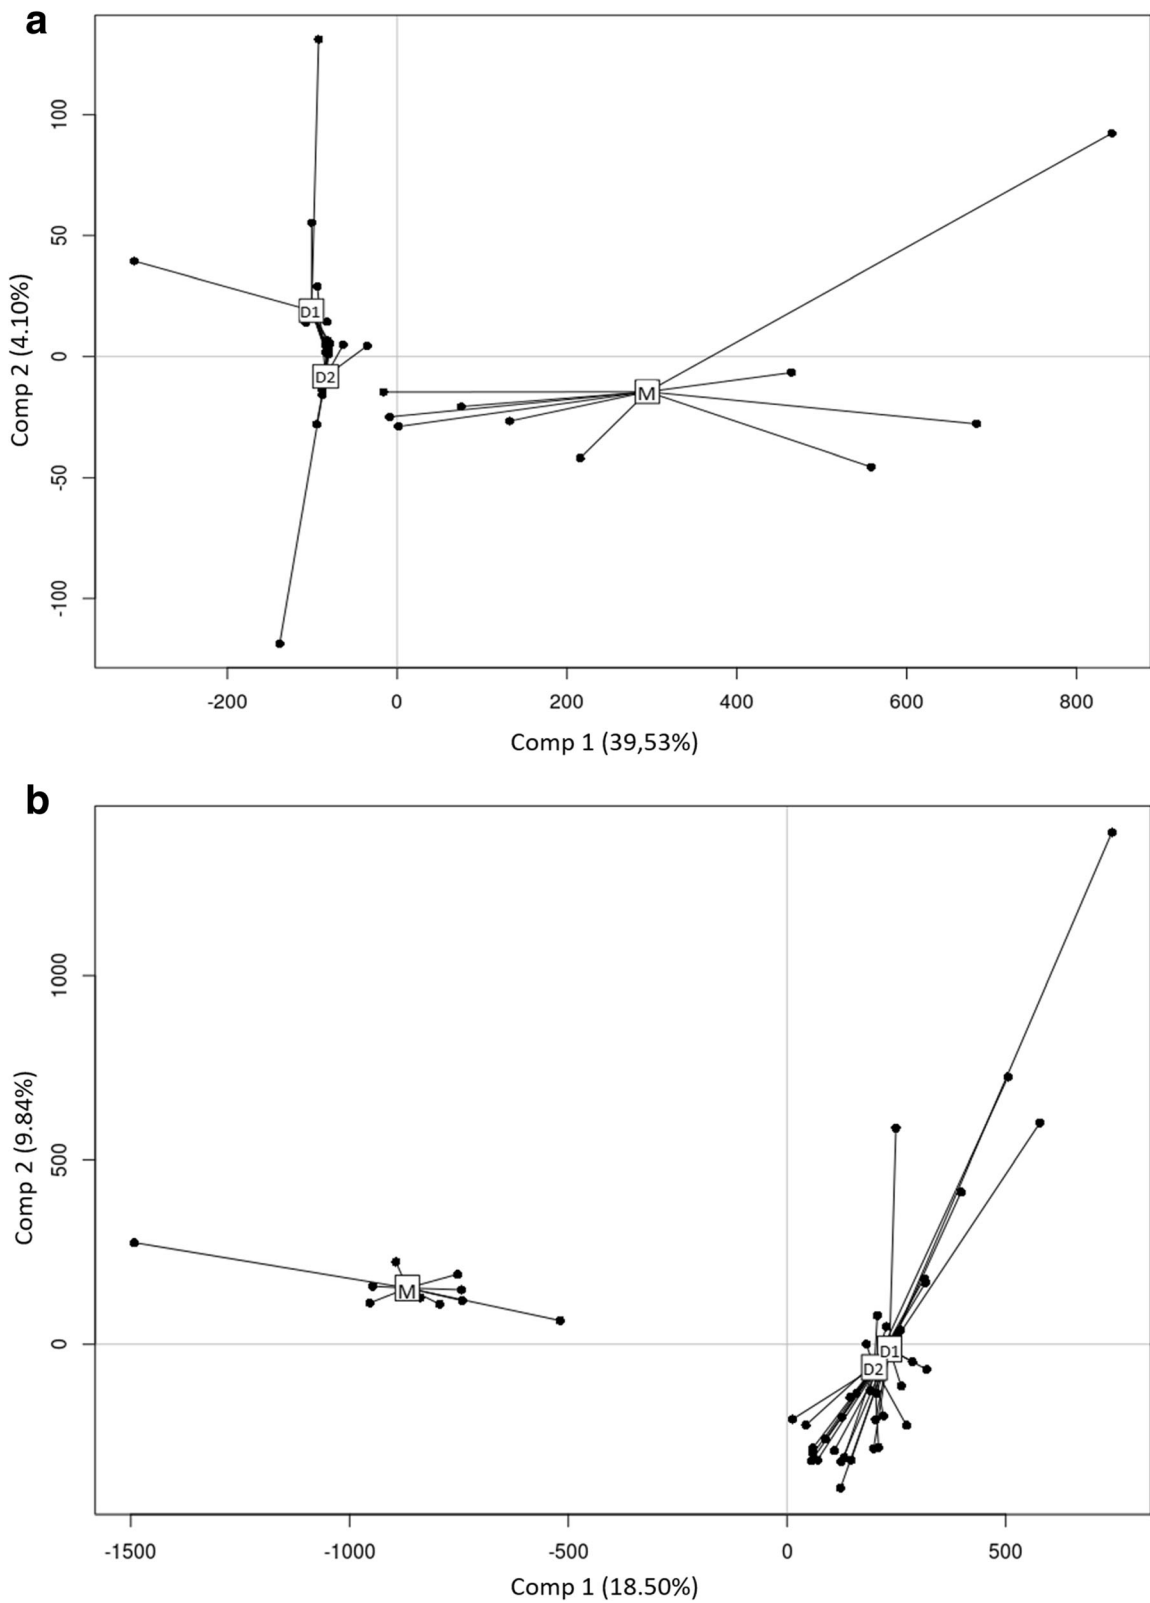 a
100
50
0
-50
-100
Comp 2 (4.10%)
D1
D2
M
-200 0 200 400 600 800
Comp 1 (39,53%)
b
1000
500
0
Comp 2 (9.84%)
M
D1
D2
-1500 -1000 -500 0 500
Comp 1 (18.50%)